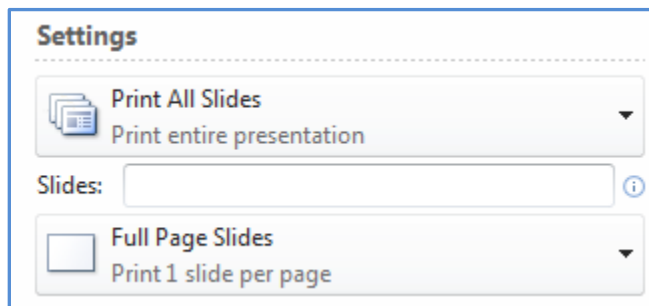 Settings
Print All Slides
Print entire presentation
Slides:
Full Page Slides
Print 1 slide per page